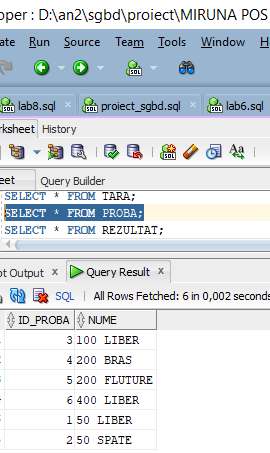 oper : D:\an2\sgbd\proiect\MIRUNA POS
ate Run Source Team Tools Window H
SQL
lab8.sql proiect_sgbd.sql lab6.sql
rksheet History
SQL
Aa
eet Query Builder
SELECT * FROM TARA;
SELECT * FROM PROBA;
SELECT * FROM REZULTAT;
pt Output Query Result
SQL All Rows Fetched: 6 in 0,002 seconds
ID_PROBA NUME
3 100 LIBER
4 200 BRAS
5 200 FLUTURE
6 400 LIBER
1 50 LIBER
2 50 SPATE